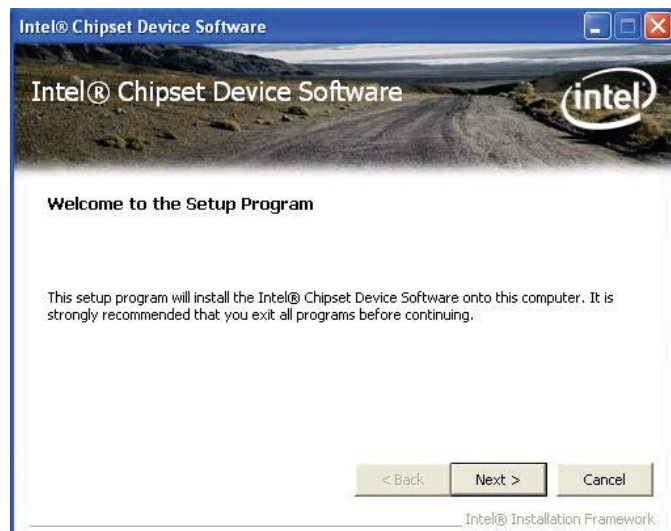 Intel® Chipset Device Software
Intel® Chipset Device Software
intel
Welcome to the Setup Program
This setup program will install the Intel® Chipset Device Software onto this computer. It is
strongly recommended that you exit all programs before continuing.
< Back Next > Cancel
Intel® Installation Framework